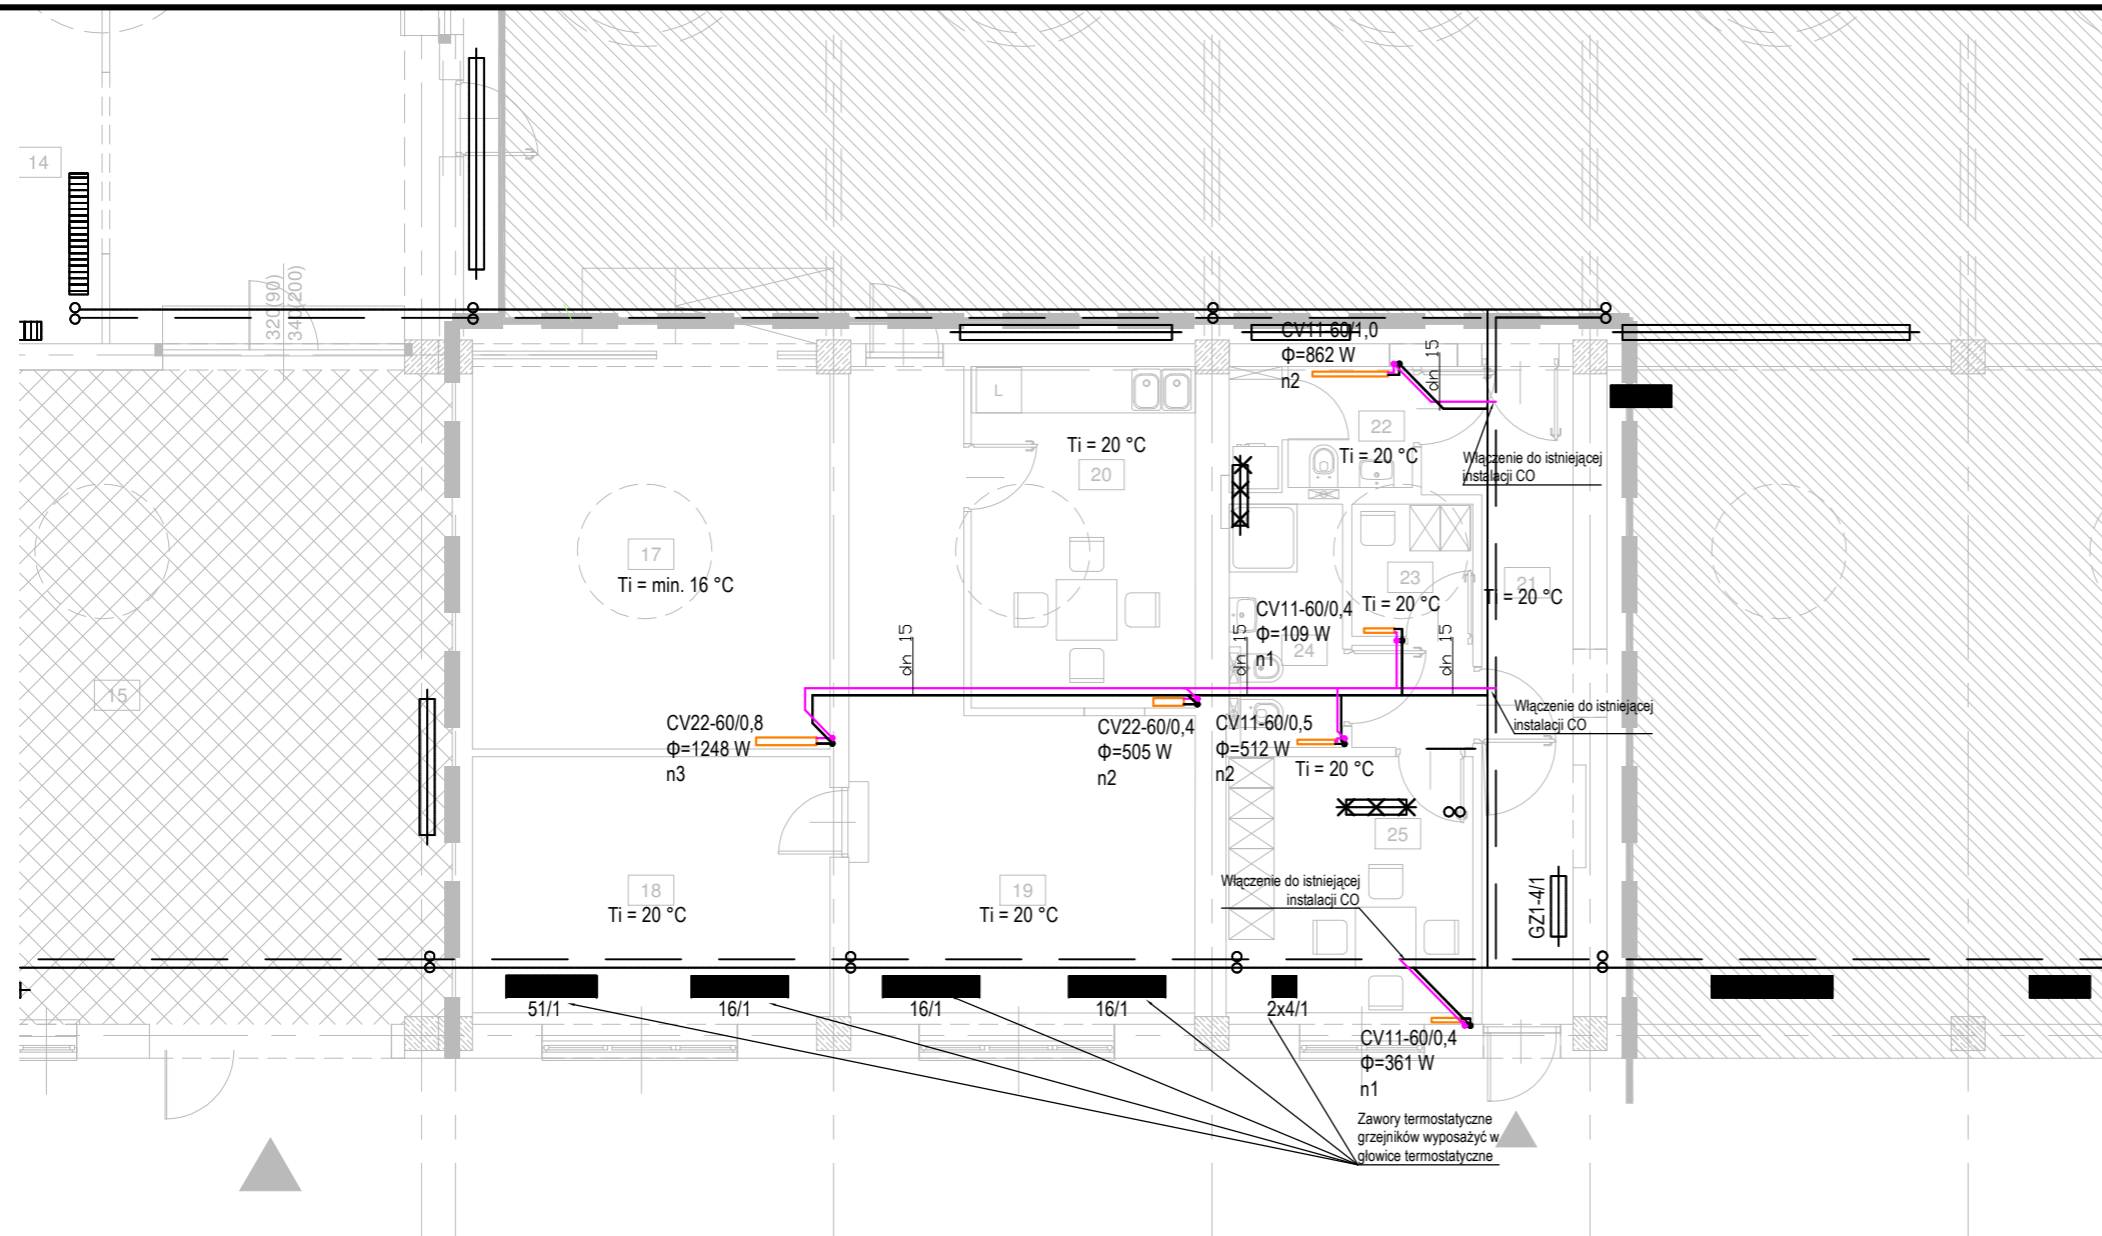 14
320(90)
340(200)
CV11-60/1,0
Φ=862 W
n2
dn 15
L
Ti = 20 °C
20
22
Ti = 20 °C
Włączenie do istniejącej
instalacji CO
17
Ti = min. 16 °C
23
Ti = 20 °C
21
Ti = 20 °C
CV11-60/0,4
Φ=109 W
n1
24
dn 15
dn 15
dn 15
15
CV22-60/0,8
Φ=1248 W
n3
CV22-60/0,4
Φ=505 W
n2
CV11-60/0,5
Φ=512 W
n2
Ti = 20 °C
Włączenie do istniejącej
instalacji CO
25
18
Ti = 20 °C
19
Ti = 20 °C
Włączenie do istniejącej
instalacji CO
GZ1-4/1
51/1
16/1
16/1
16/1
2x4/1
CV11-60/0,4
Φ=361 W
n1
Zawory termostatyczne
grzejników wyposażyć w
głowice termostatyczne